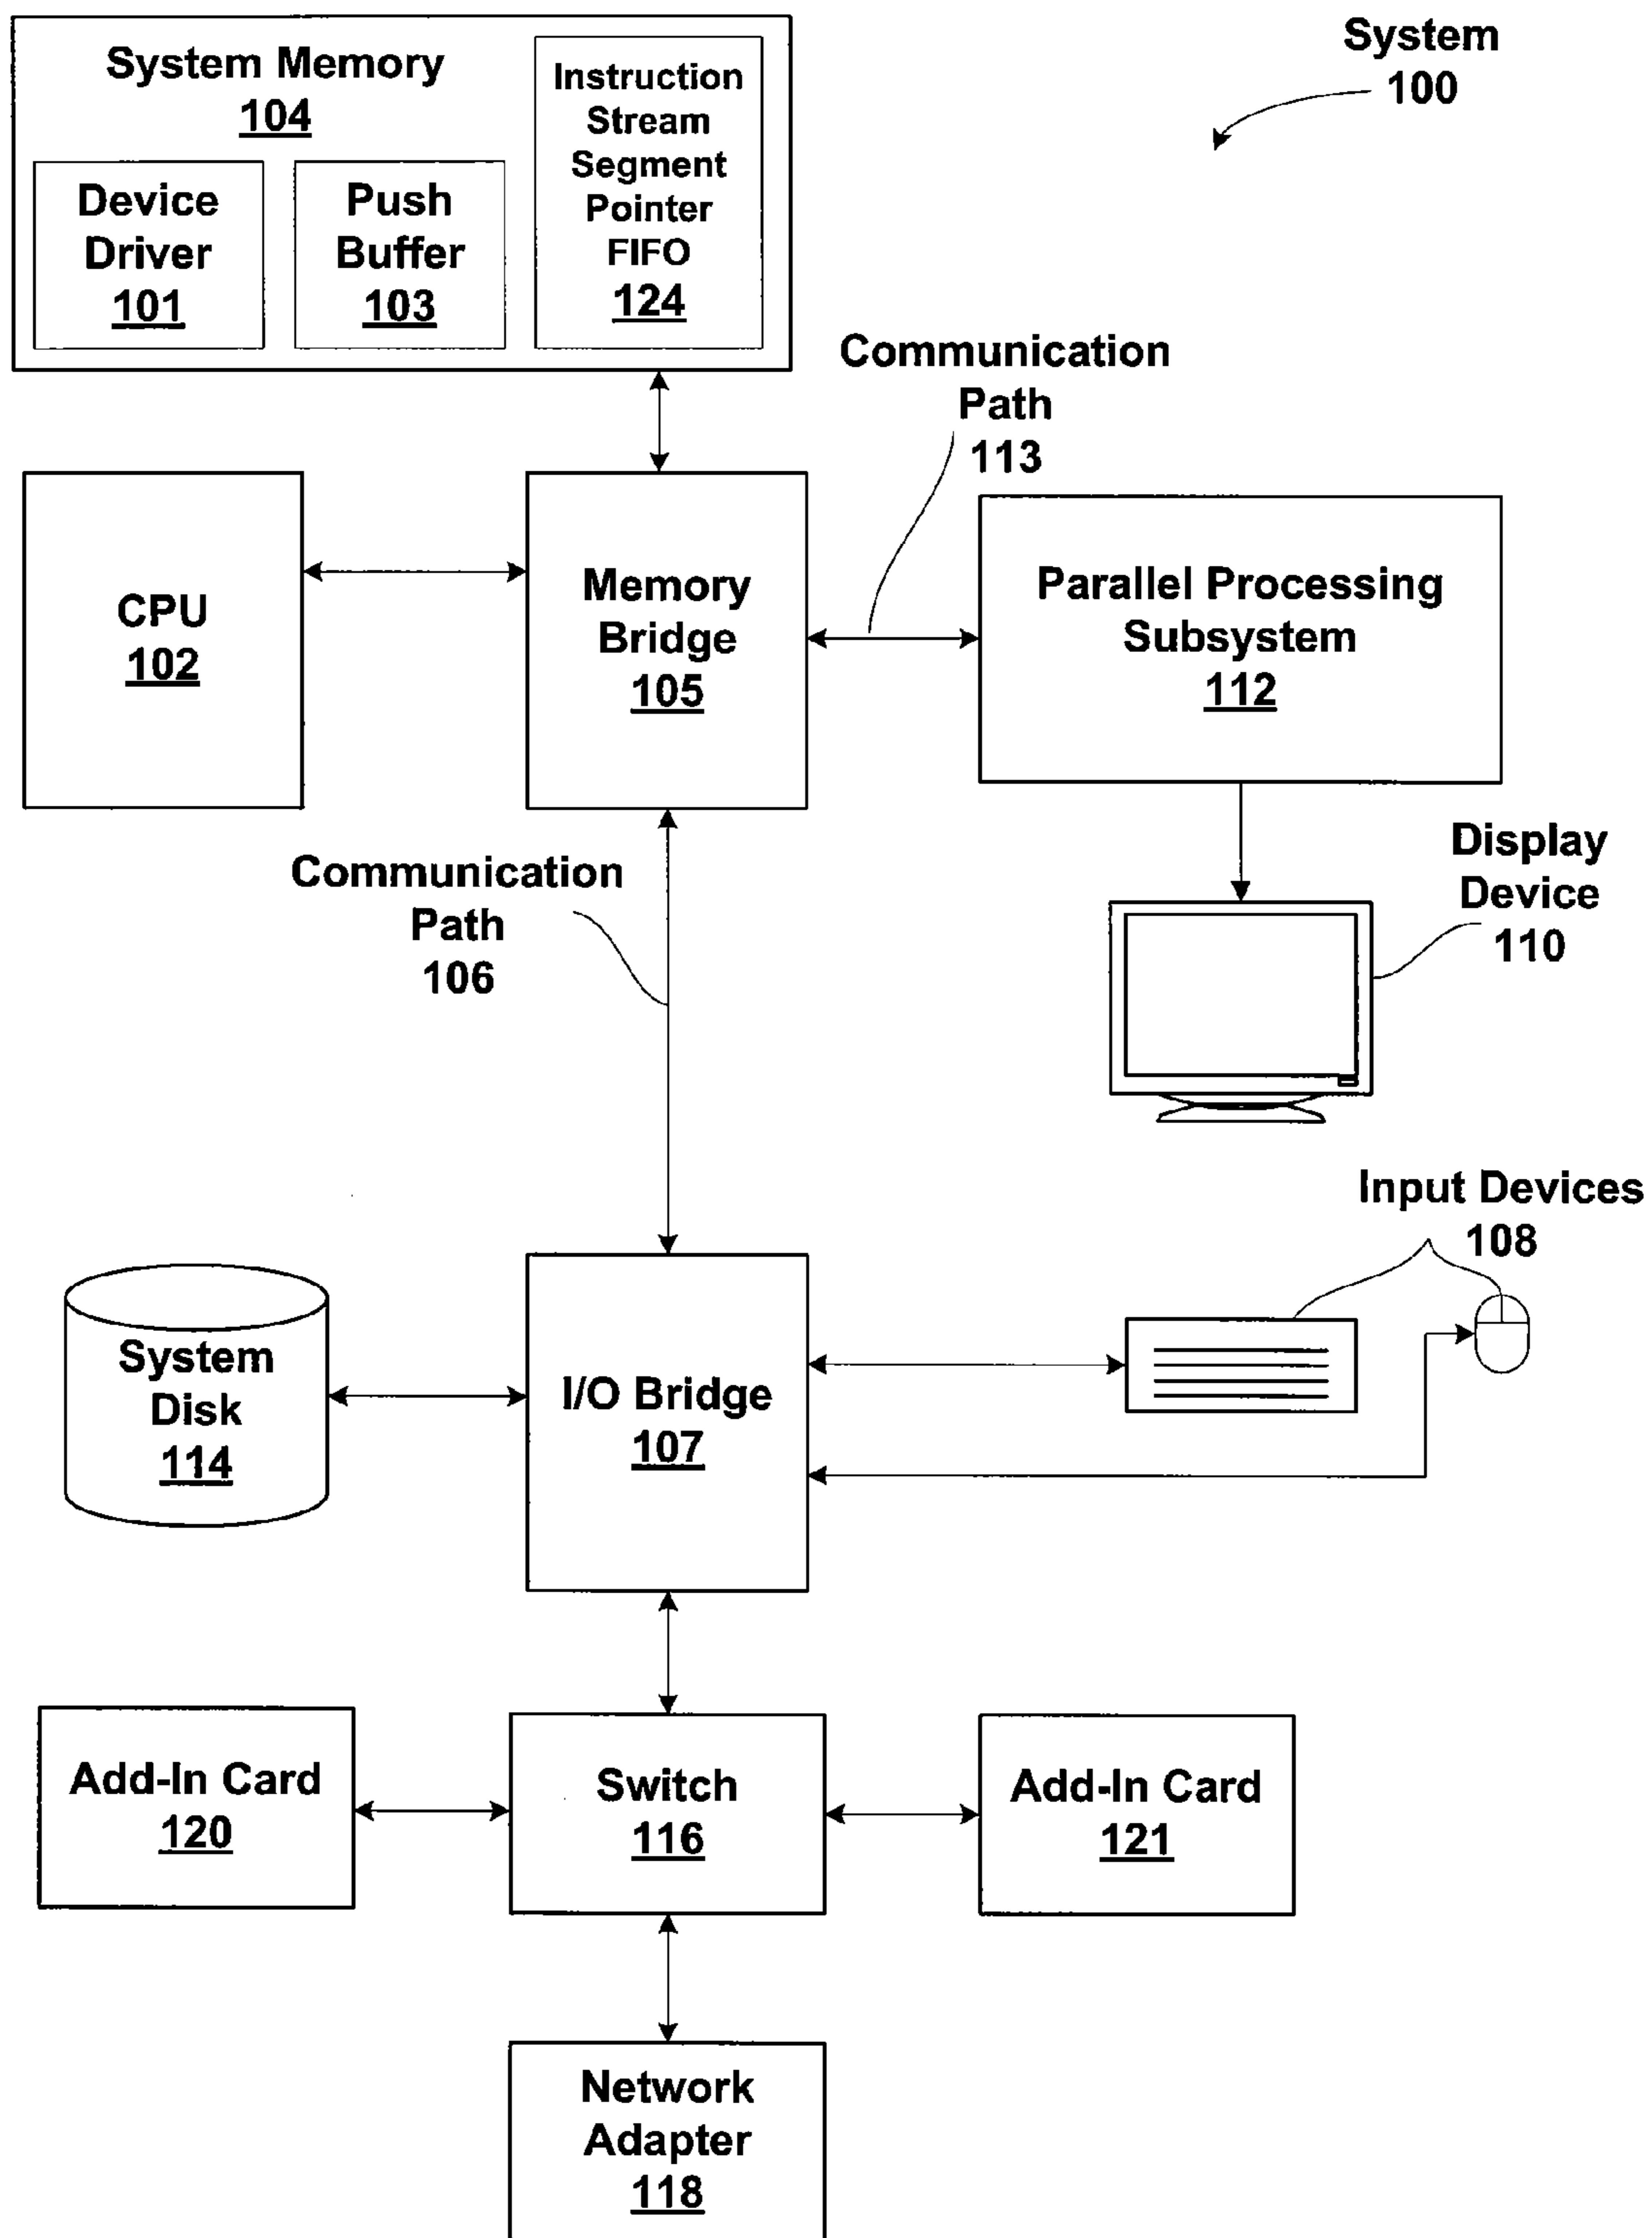 System
100
System Memory
104
Device
Driver
101
Push
Buffer
103
Instruction
Stream
Segment
Pointer
FIFO
124
Communication
Path
113
CPU
102
Memory
Bridge
105
Parallel Processing
Subsystem
112
Communication
Path
106
Display
Device
110
Input Devices
108
System
Disk
114
I/O Bridge
107
Add-In Card
120
Switch
116
Add-In Card
121
Network
Adapter
118